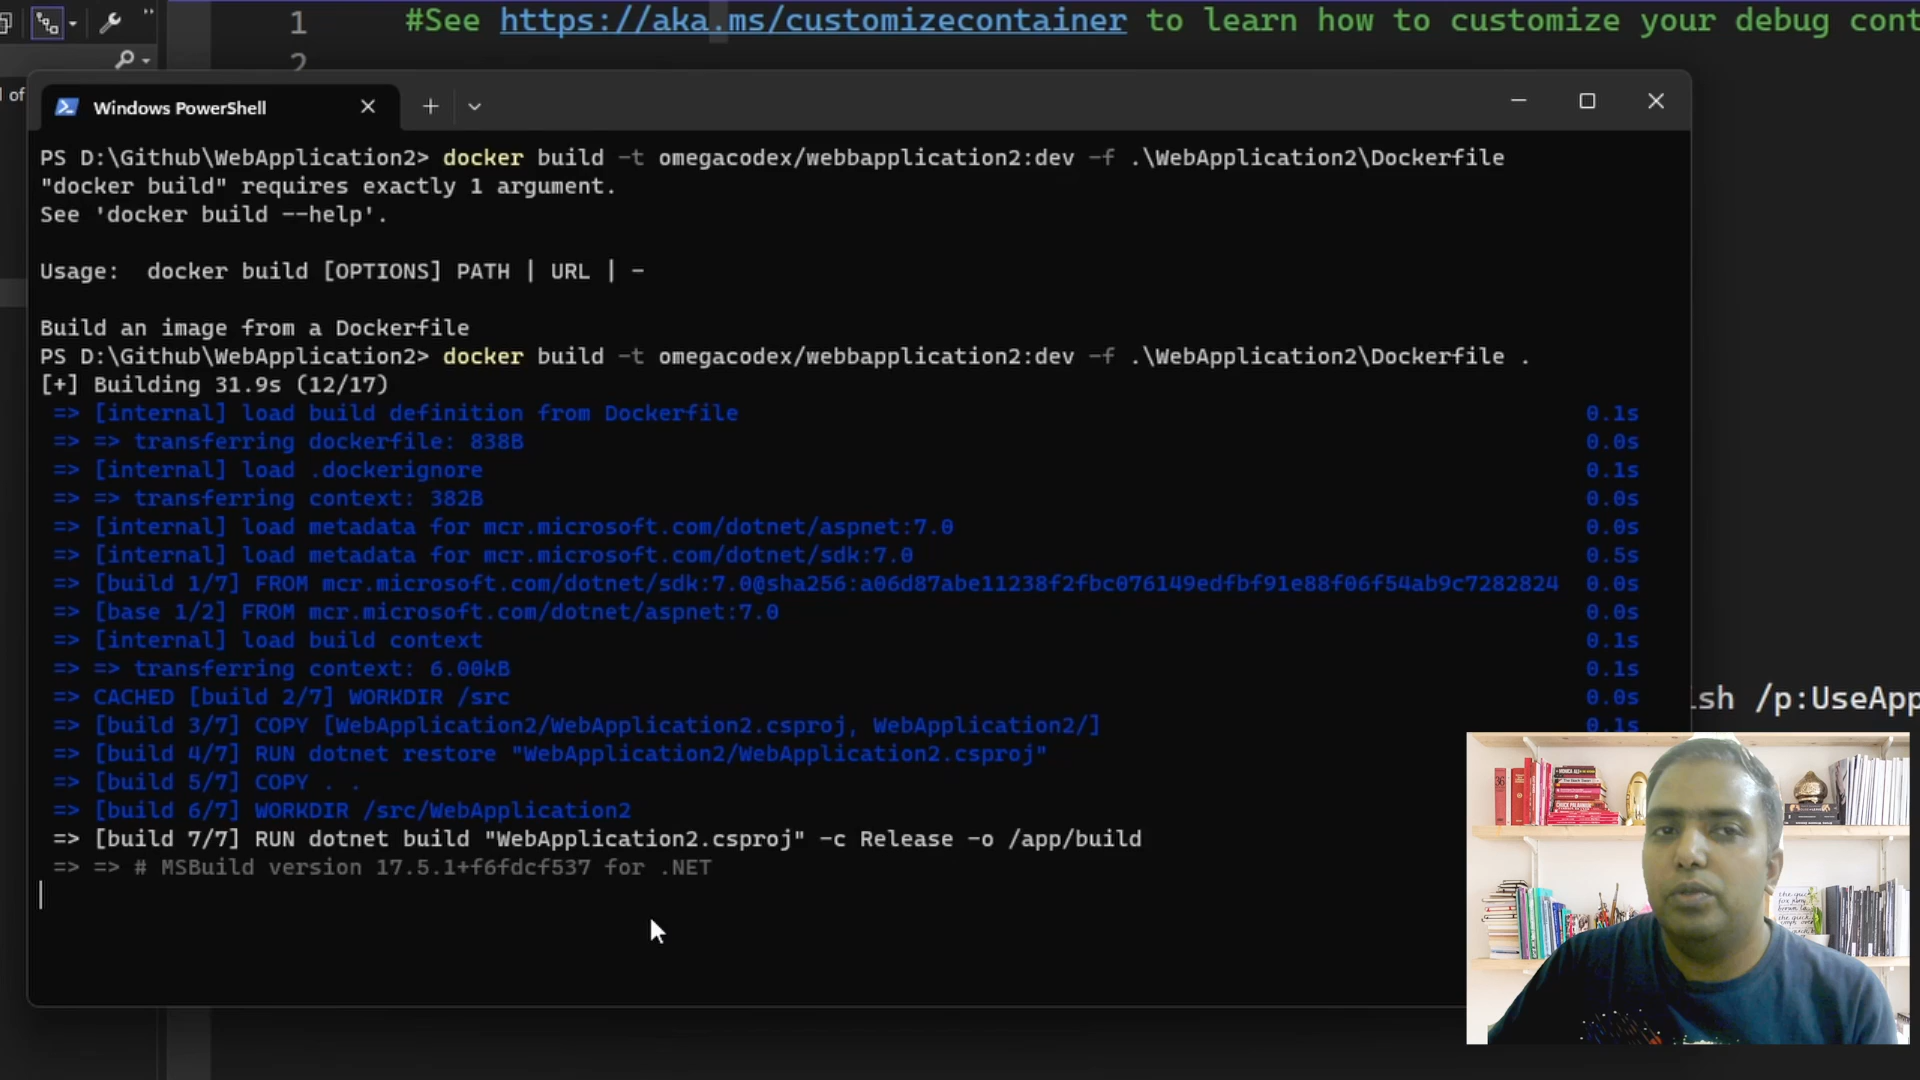 1 #See https://aka.ms/customizecontainer to learn how to customize your debug cont
2
of
Windows PowerShell
PS D:\Github\WebApplication2> docker build -t omegacodex/webbapplication2:dev -f .\WebApplication2\Dockerfile
"docker build" requires exactly 1 argument.
See 'docker build --help'.
Usage:  docker build [OPTIONS] PATH | URL | -
Build an image from a Dockerfile
PS D:\Github\WebApplication2> docker build -t omegacodex/webbapplication2:dev -f .\WebApplication2\Dockerfile .
[+] Building 31.9s (12/17)
=> [internal] load build definition from Dockerfile 0.1s
=> => transferring dockerfile: 838B 0.0s
=> [internal] load .dockerignore 0.1s
=> => transferring context: 382B 0.0s
=> [internal] load metadata for mcr.microsoft.com/dotnet/aspnet:7.0 0.0s
=> [internal] load metadata for mcr.microsoft.com/dotnet/sdk:7.0 0.5s
=> [build 1/7] FROM mcr.microsoft.com/dotnet/sdk:7.0@sha256:a06d87abe11238f2fbc076149edfbf91e88f06f54ab9c7282824 0.0s
=> [base 1/2] FROM mcr.microsoft.com/dotnet/aspnet:7.0 0.0s
=> [internal] load build context 0.1s
=> => transferring context: 6.00kB 0.1s
=> CACHED [build 2/7] WORKDIR /src 0.0s
ish /p:UseApp
=> [build 3/7] COPY [WebApplication2/WebApplication2.csproj, WebApplication2/] 0.1s
=> [build 4/7] RUN dotnet restore "WebApplication2/WebApplication2.csproj"
=> [build 5/7] COPY . .
=> [build 6/7] WORKDIR /src/WebApplication2
=> [build 7/7] RUN dotnet build "WebApplication2.csproj" -c Release -o /app/build
=> => # MSBuild version 17.5.1+f6fdcf537 for .NET